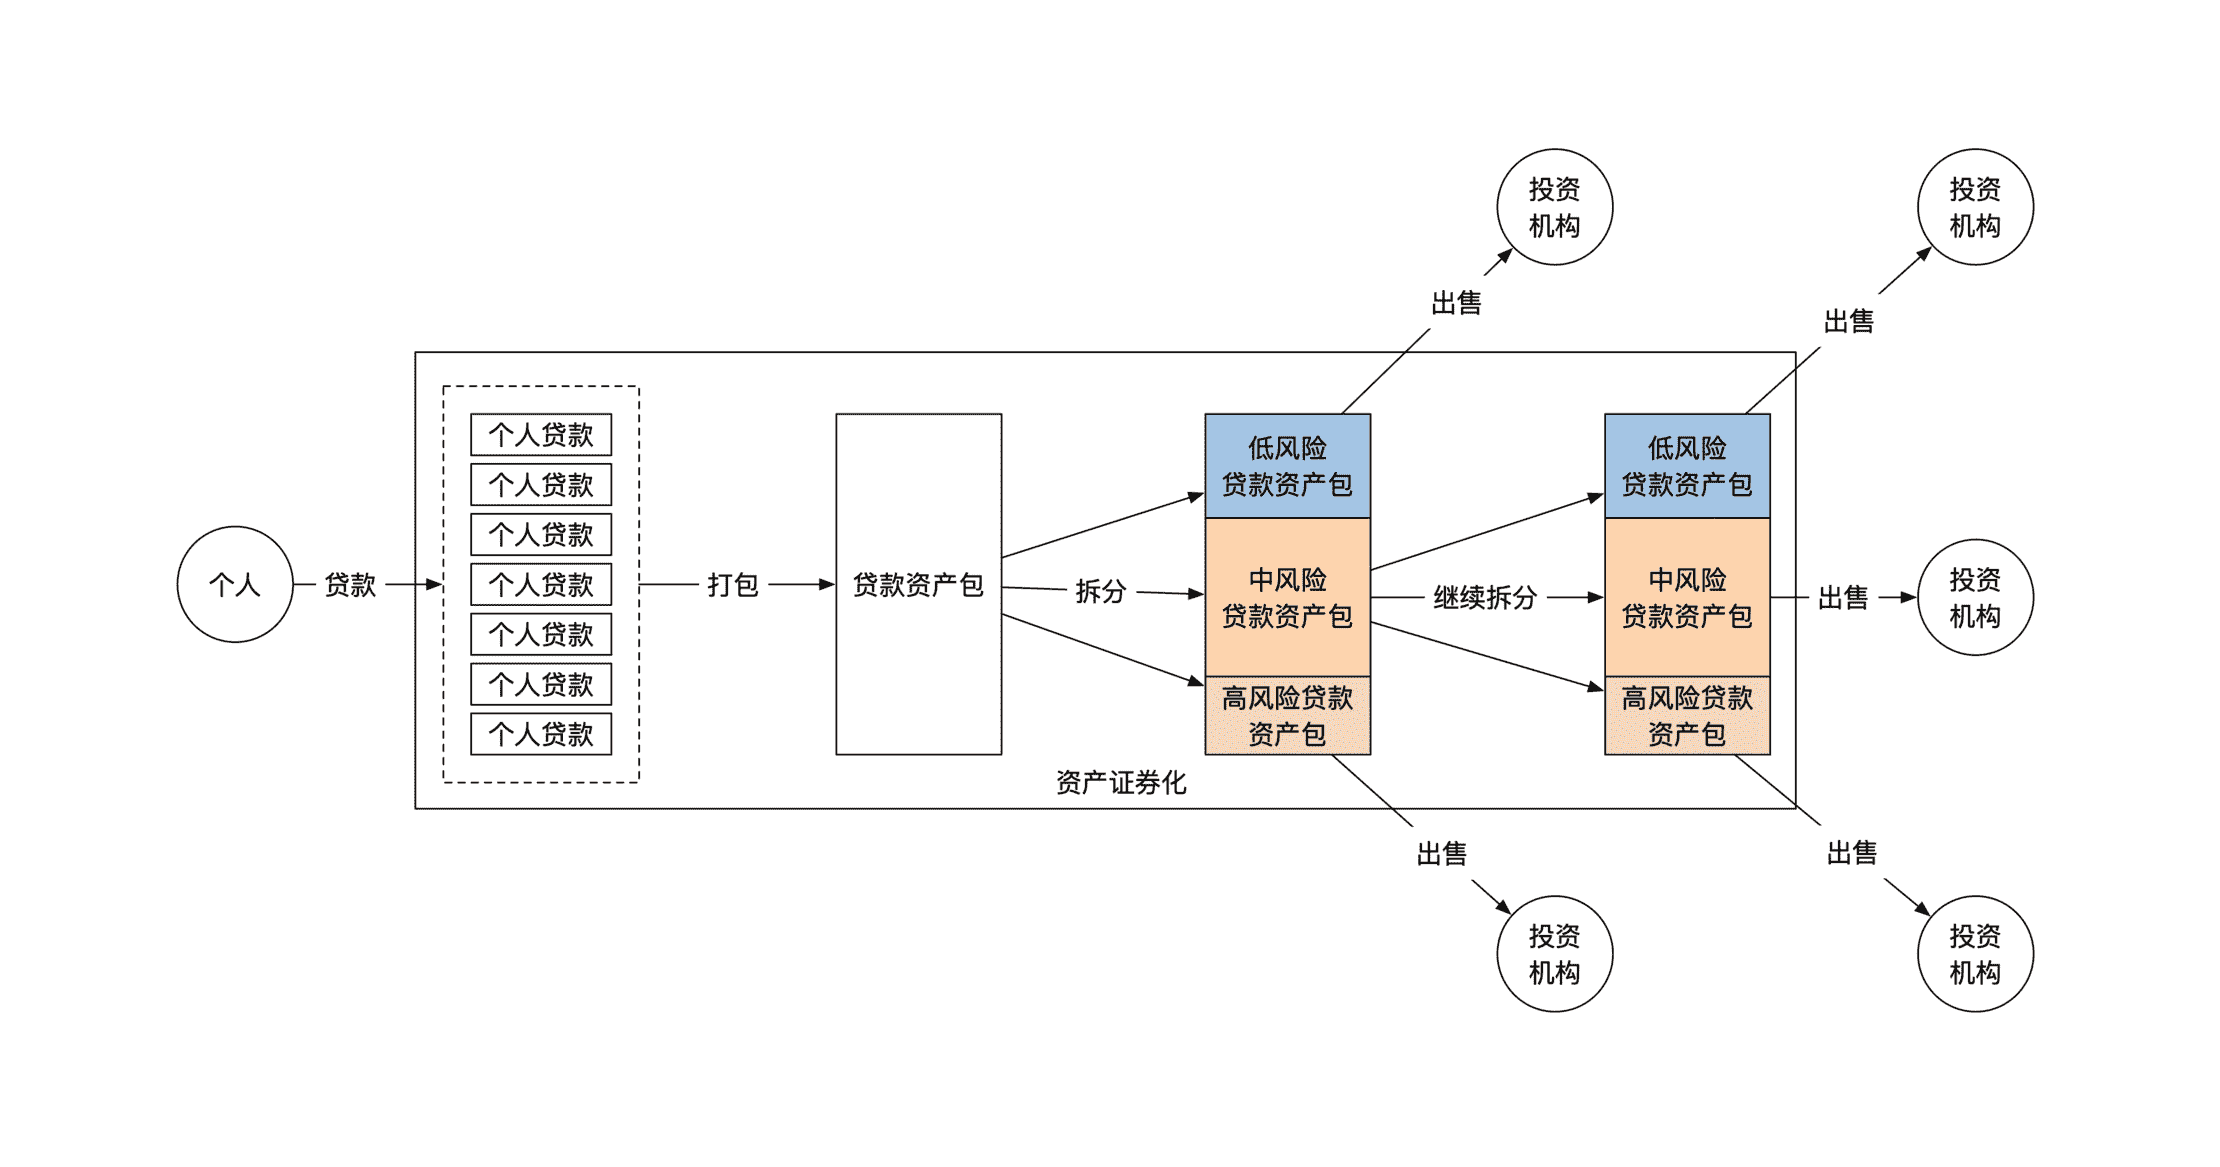 个人
贷款
个人贷款
个人贷款
个人贷款
个人贷款
个人贷款
个人贷款
个人贷款
打包
贷款资产包
拆分
低风险
贷款资产包
中风险
贷款资产包
高风险贷款
资产包
出售
投资
机构
出售
投资
机构
继续拆分
低风险
贷款资产包
中风险
贷款资产包
高风险贷款
资产包
出售
投资
机构
出售
投资
机构
出售
投资
机构
资产证券化